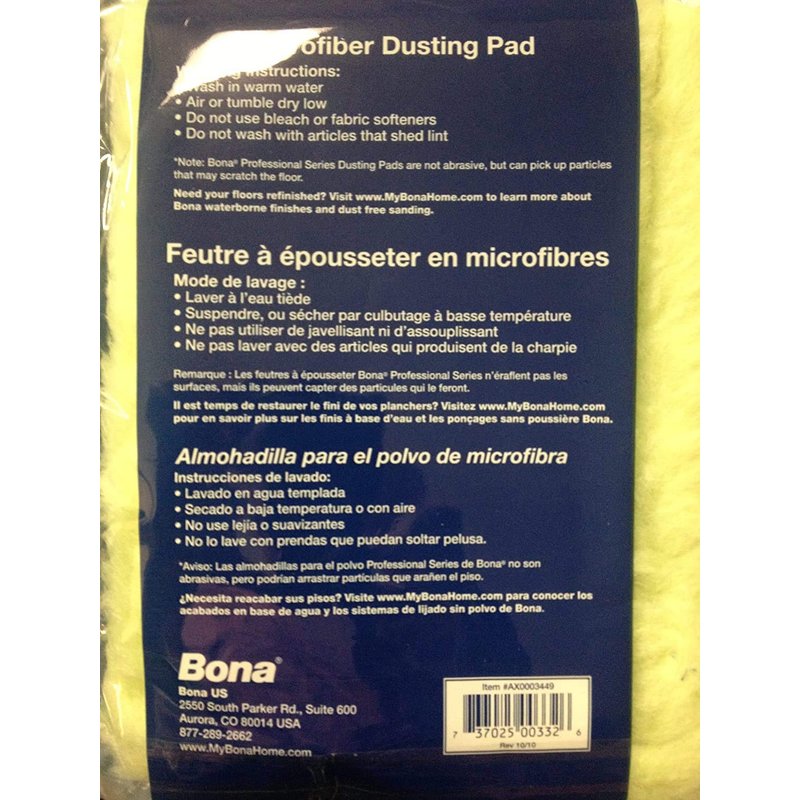 ofiber Dusting Pad
Instructions:
Wash in warm water
• Air or tumble dry low
• Do not use bleach or fabric softeners
• Do not wash with articles that shed lint
*Note: Bona® Professional Series Dusting Pads are not abrasive, but can pick up particles
that may scratch the floor.
Need your floors refinished? Visit www.MyBonaHome.com to learn more about
Bona waterborne finishes and dust free sanding.
Feutre à épousseter en microfibres
Mode de lavage :
• Laver à l'eau tiède
• Suspendre, ou sécher par culbutage à basse température
• Ne pas utiliser de javellisant ni d'assouplissant
• Ne pas laver avec des articles qui produisent de la charpie
Remarque : Les feutres à épousseter Bona® Professional Series n'éraflent pas les
surfaces, mais ils peuvent capter des particules qui le feront.
Il est temps de restaurer le fini de vos planchers? Visitez www.MyBonaHome.com
pour en savoir plus sur les finis à base d'eau et les ponçages sans poussière Bona.
Almohadilla para el polvo de microfibra
Instrucciones de lavado:
• Lavado en agua templada
• Secado a baja temperatura o con aire
• No use lejía o suavizantes
• No lo lave con prendas que puedan soltar pelusa.
*Aviso: Las almohadillas para el polvo Professional Series de Bona® no son
abrasivas, pero podrían arrastrar partículas que arañen el piso.
¿Necesita reacabar sus pisos? Visite www.MyBonaHome.com para conocer los
acabados en base de agua y los sistemas de lijado sin polvo de Bona.
Bona®
Bona US
2550 South Parker Rd., Suite 600
Aurora, CO 80014 USA
877-289-2662
www.MyBonaHome.com
Item #AX0003449
7 37025 00332 6
Rev 10/10